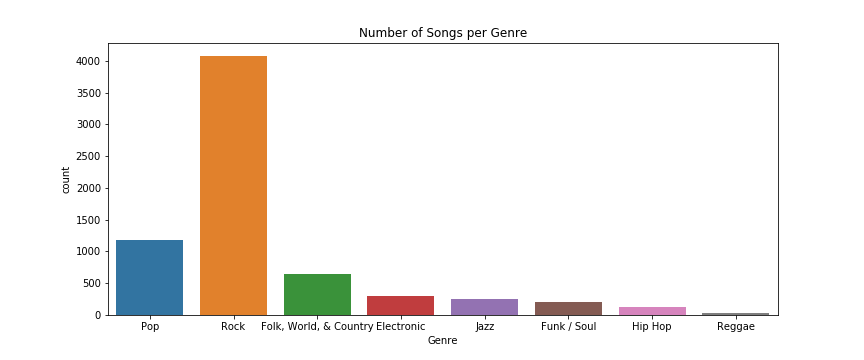 Number of Songs per Genre
count
4000
3500
3000
2500
2000
1500
1000
500
0
Pop
Rock
Folk, World, & Country
Electronic
Jazz
Funk / Soul
Hip Hop
Reggae
Genre